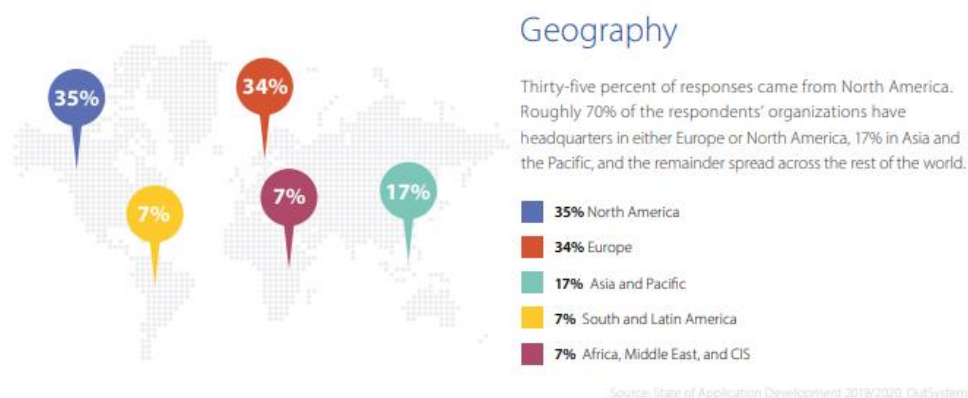 Geography
35%
34%
7%
7%
17%
Thirty-five percent of responses came from North America.
Roughly 70% of the respondents' organizations have
headquarters in either Europe or North America, 17% in Asia and
the Pacific, and the remainder spread across the rest of the world.
35% North America
34% Europe
17% Asia and Pacific
7% South and Latin America
7% Africa, Middle East, and CIS
Source: State of Application Development 2019/2020. OutSystem